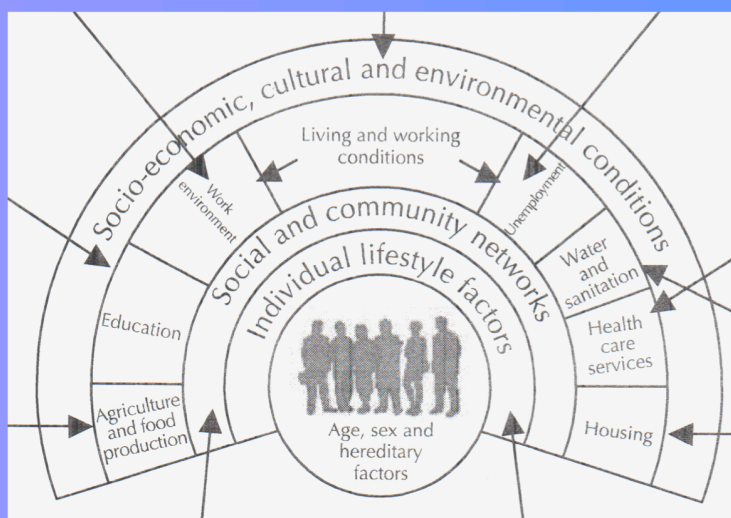 Socio-economic, cultural and environmental conditions
Living and working
conditions
Work
environment
Unemployment
Education
Water
and
sanitation
Agriculture
and food
production
Health
care
services
Housing
Social and community networks
Individual lifestyle factors
Age, sex and
hereditary
factors